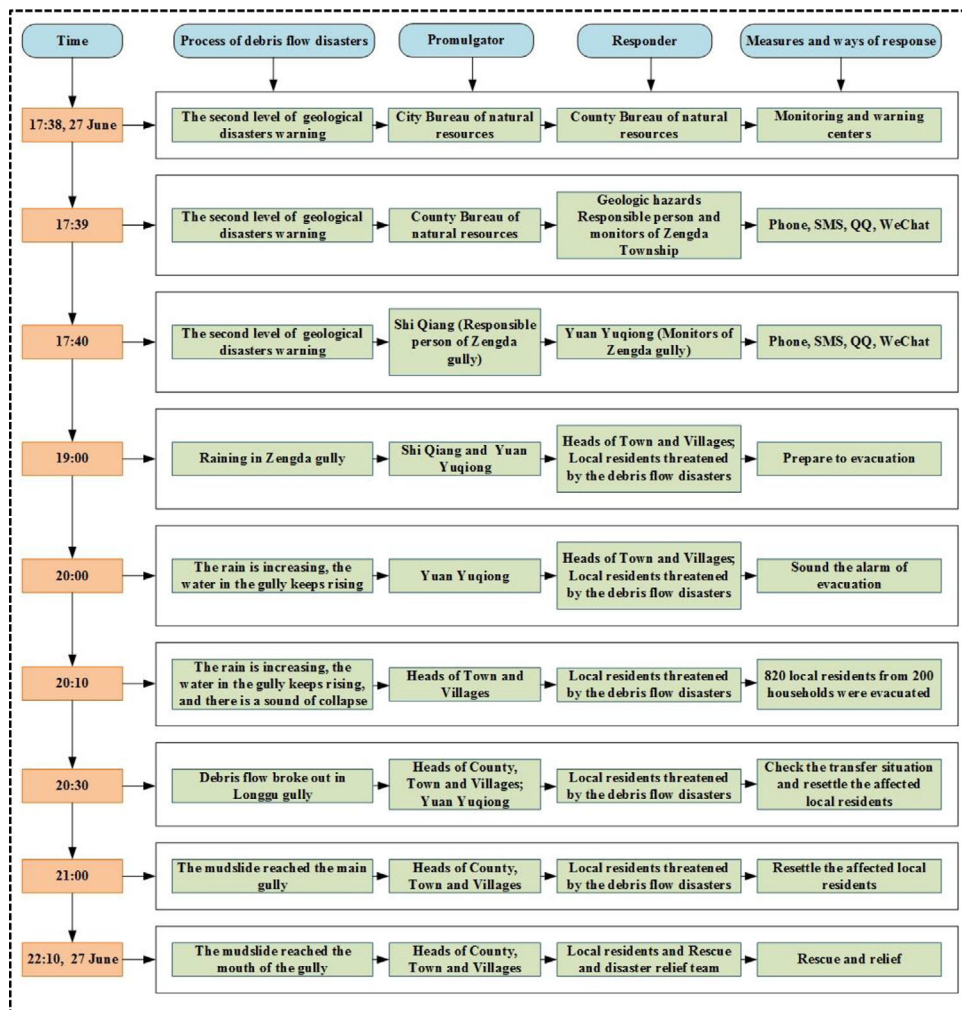 Time
Process of debris flow disasters
Promulgator
Responder
Measures and ways of response
17:38, 27 June
The second level of geological
disasters warning
City Bureau of natural
resources
County Bureau of natural
resources
Monitoring and warning
centers
17:39
The second level of geological
disasters warning
County Bureau of
natural resources
Geologic hazards
Responsible person and
monitors of Zengda
Township
Phone, SMS, QQ, WeChat
17:40
The second level of geological
disasters warning
Shi Qiang (Responsible
person of Zengda
gully)
Yuan Yuqiong (Monitors of
Zengda gully)
Phone, SMS, QQ, WeChat
19:00
Raining in Zengda gully
Shi Qiang and Yuan
Yuqiong
Heads of Town and Villages;
Local residents threatened
by the debris flow disasters
Prepare to evacuation
20:00
The rain is increasing, the
water in the gully keeps rising
Yuan Yuqiong
Heads of Town and Villages;
Local residents threatened
by the debris flow disasters
Sound the alarm of
evacuation
20:10
The rain is increasing, the
water in the gully keeps rising,
and there is a sound of collapse
Heads of Town and
Villages
Local residents threatened
by the debris flow disasters
820 local residents from 200
households were evacuated
20:30
Debris flow broke out in
Longgu gully
Heads of County,
Town and Villages;
Yuan Yuqiong
Local residents threatened
by the debris flow disasters
Check the transfer situation
and resettle the affected
local residents
21:00
The mudslide reached the main
gully
Heads of County,
Town and Villages
Local residents threatened
by the debris flow disasters
Resettle the affected local
residents
22:10, 27 June
The mudslide reached the
mouth of the gully
Heads of County,
Town and Villages
Local residents and Rescue
and disaster relief team
Rescue and relief